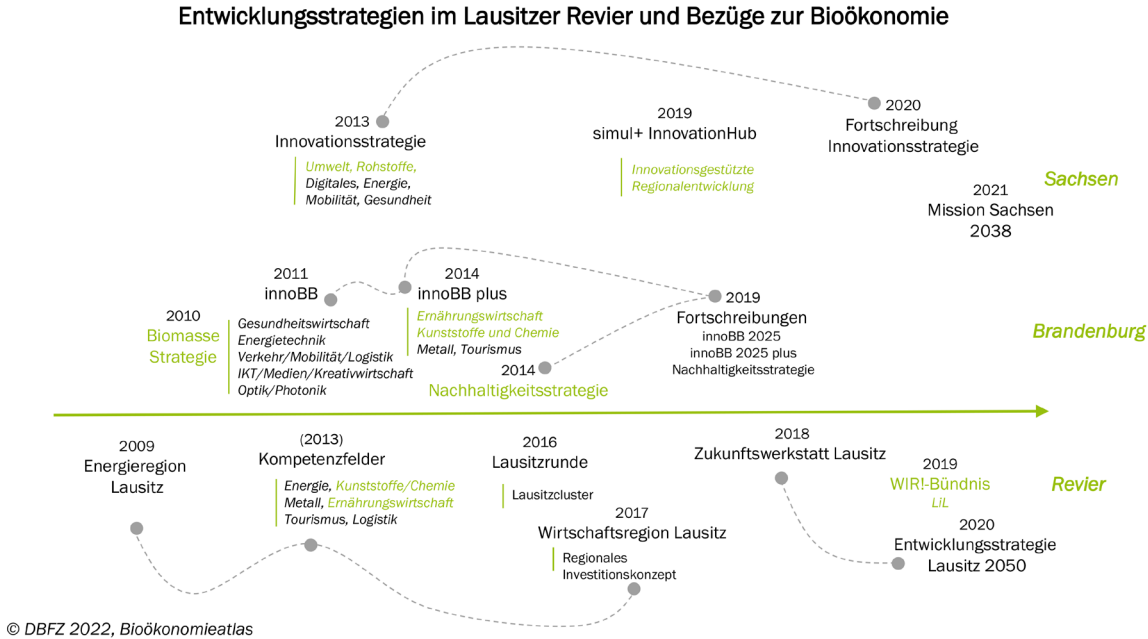 Entwicklungsstrategien im Lausitzer Revier und Bezüge zur Bioökonomie
2013
Innovationsstrategie
Umwelt, Rohstoffe,
Digitales, Energie,
Mobilität, Gesundheit
2019
simul+ InnovationHub
Innovationsgestützte
Regionalentwicklung
2020
Fortschreibung
Innovationsstrategie
2021
Mission Sachsen
2038
Sachsen
2010
Biomasse
Strategie
2011
innoBB
Gesundheitswirtschaft
Energietechnik
Verkehr/Mobilität/Logistik
IKT/Medien/Kreativwirtschaft
Optik/Photonik
2014
innoBB plus
Ernährungswirtschaft
Kunststoffe und Chemie
Metall, Tourismus
2014
Nachhaltigkeitsstrategie
2019
Fortschreibungen
innoBB 2025
innoBB 2025 plus
Nachhaltigkeitsstrategie
Brandenburg
2009
Energieregion
Lausitz
(2013)
Kompetenzfelder
Energie, Kunststoffe/Chemie
Metall, Ernährungswirtschaft
Tourismus, Logistik
2016
Lausitzrunde
Lausitzcluster
2017
Wirtschaftsregion Lausitz
Regionales
Investitionskonzept
2018
Zukunftswerkstatt Lausitz
2019
WIR!-Bündnis
LiL
2020
Entwicklungsstrategie
Lausitz 2050
Revier
© DBFZ 2022, Bioökonomieatlas